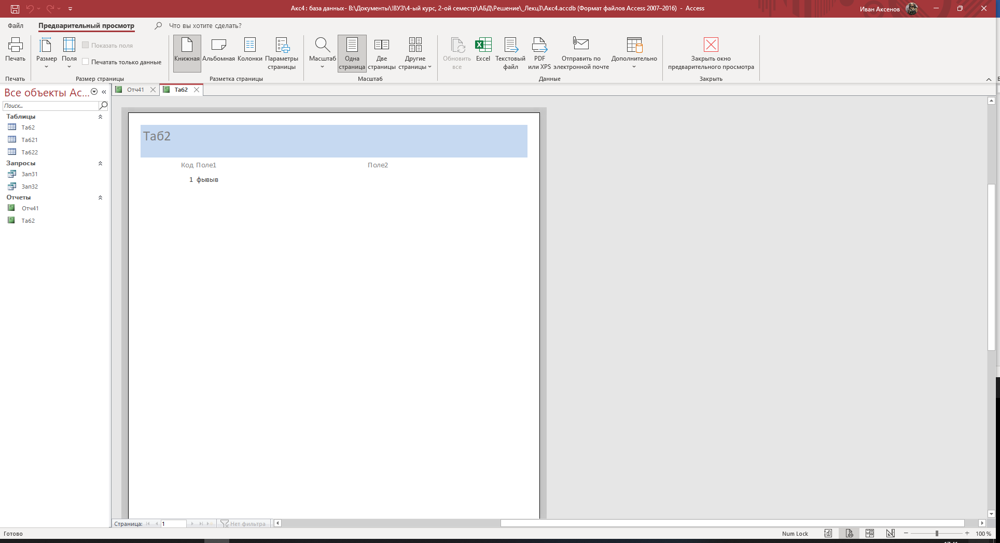 Акс4 : база данных- B:\Документы\!ВУЗ\4-ый курс, 2-ой семестр\АБД\Решение\_Лекц3\Акс4.accdb (Формат файлов Access 2007–2016) - Access
Иван Аксенов
Файл
Предварительный просмотр
Что вы хотите сделать?
Печать
Размер
Поля
Показать поля
Печатать только данные
Книжная
Альбомная
Колонки
Параметры страницы
Масштаб
Одна страница
Две страницы
Другие страницы
Обновить все
Excel
Текстовый файл
PDF или XPS
Отправить по электронной почте
Дополнительно
Закрыть окно предварительного просмотра
Печать
Размер страницы
Разметка страницы
Масштаб
Данные
Закрыть
Все объекты Ac...
Поиск...
Таблицы
Таб2
Таб21
Таб22
Запросы
Зап31
Зап32
Отчеты
Отч41
Таб2
Отч41
Таб2
Таб2
Код Поле1 Поле2
1 фывыв
Страница: 1
Нет фильтра
Готово
Num Lock
100 %